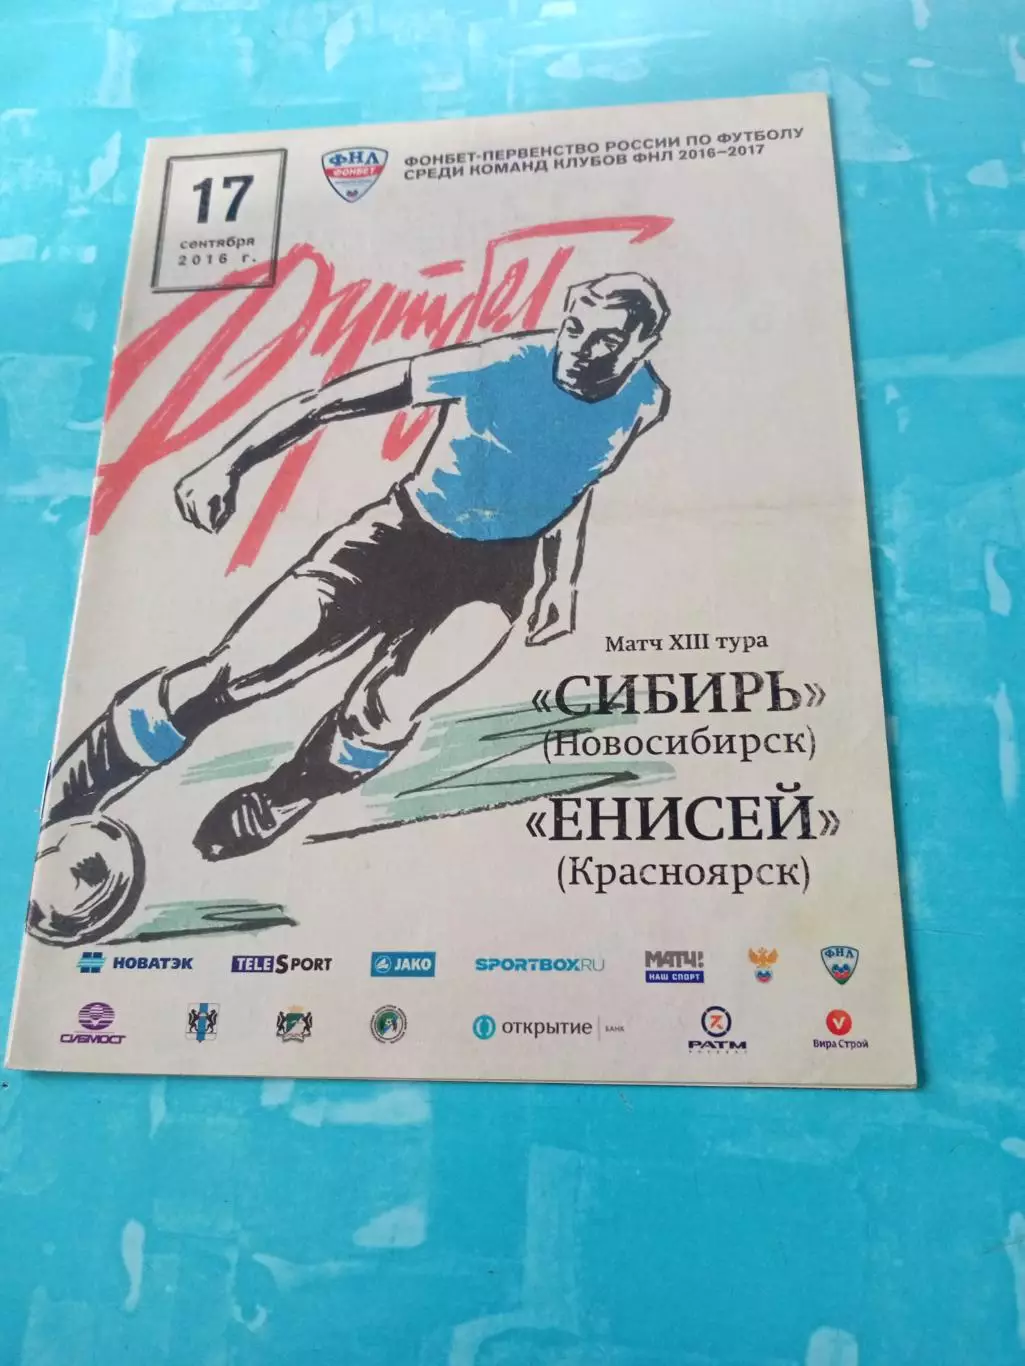 17
сентября
2016 г.
ФНЛ
ФОНБЕТ
ФОНБЕТ-ПЕРВЕНСТВО РОССИИ ПО ФУТБОЛУ
СРЕДИ КОМАНД КЛУБОВ ФНЛ 2016–2017
Футбол
Матч XIII тура
«СИБИРЬ»
(Новосибирск)
«ЕНИСЕЙ»
(Красноярск)
НОВАТЭК
TELESPORT
JAKO
SPORTBOX.RU
МАТЧ!
НАШ СПОРТ
ФНЛ
СИБМОСТ
ОТКРЫТИЕ БАНК
РАТМ
ХОЛДИНГ
Вира Строй